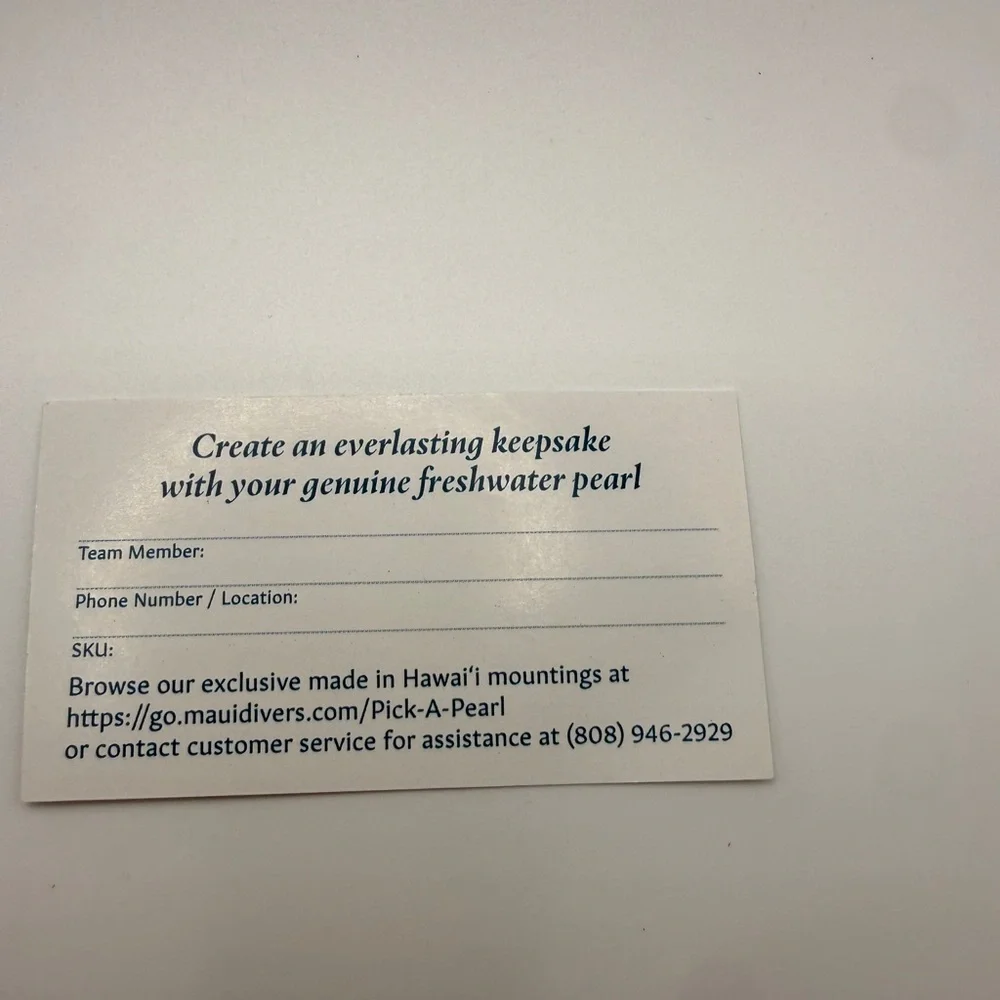 Create an everlasting keepsake
with your genuine freshwater pearl
Team Member:
Phone Number / Location:
SKU:
Browse our exclusive made in Hawaiʻi mountings at
https://go.mauidivers.com/Pick-A-Pearl
or contact customer service for assistance at (808) 946-2929